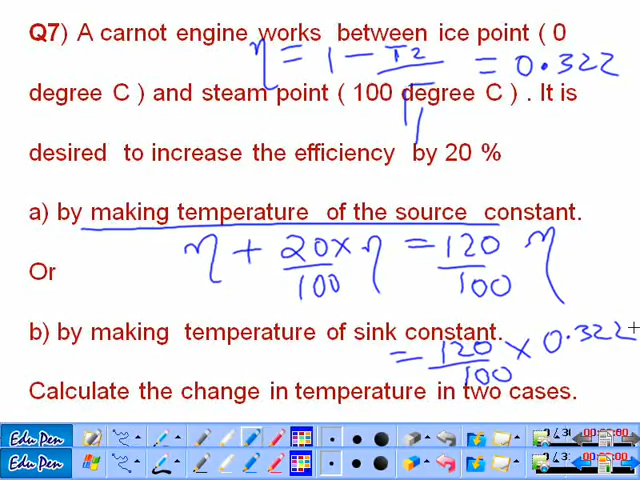 Q7) A carnot engine works between ice point ( 0
η = 1 - T2/T1 = 0.322
degree C ) and steam point ( 100 degree C ) . It is
desired to increase the efficiency by 20 %
a) by making temperature of the source constant.
η + 20/100 × η = 120/100 η
Or
b) by making temperature of sink constant.
= 120/100 × 0.322
Calculate the change in temperature in two cases.
Edu Pen
Edu Pen